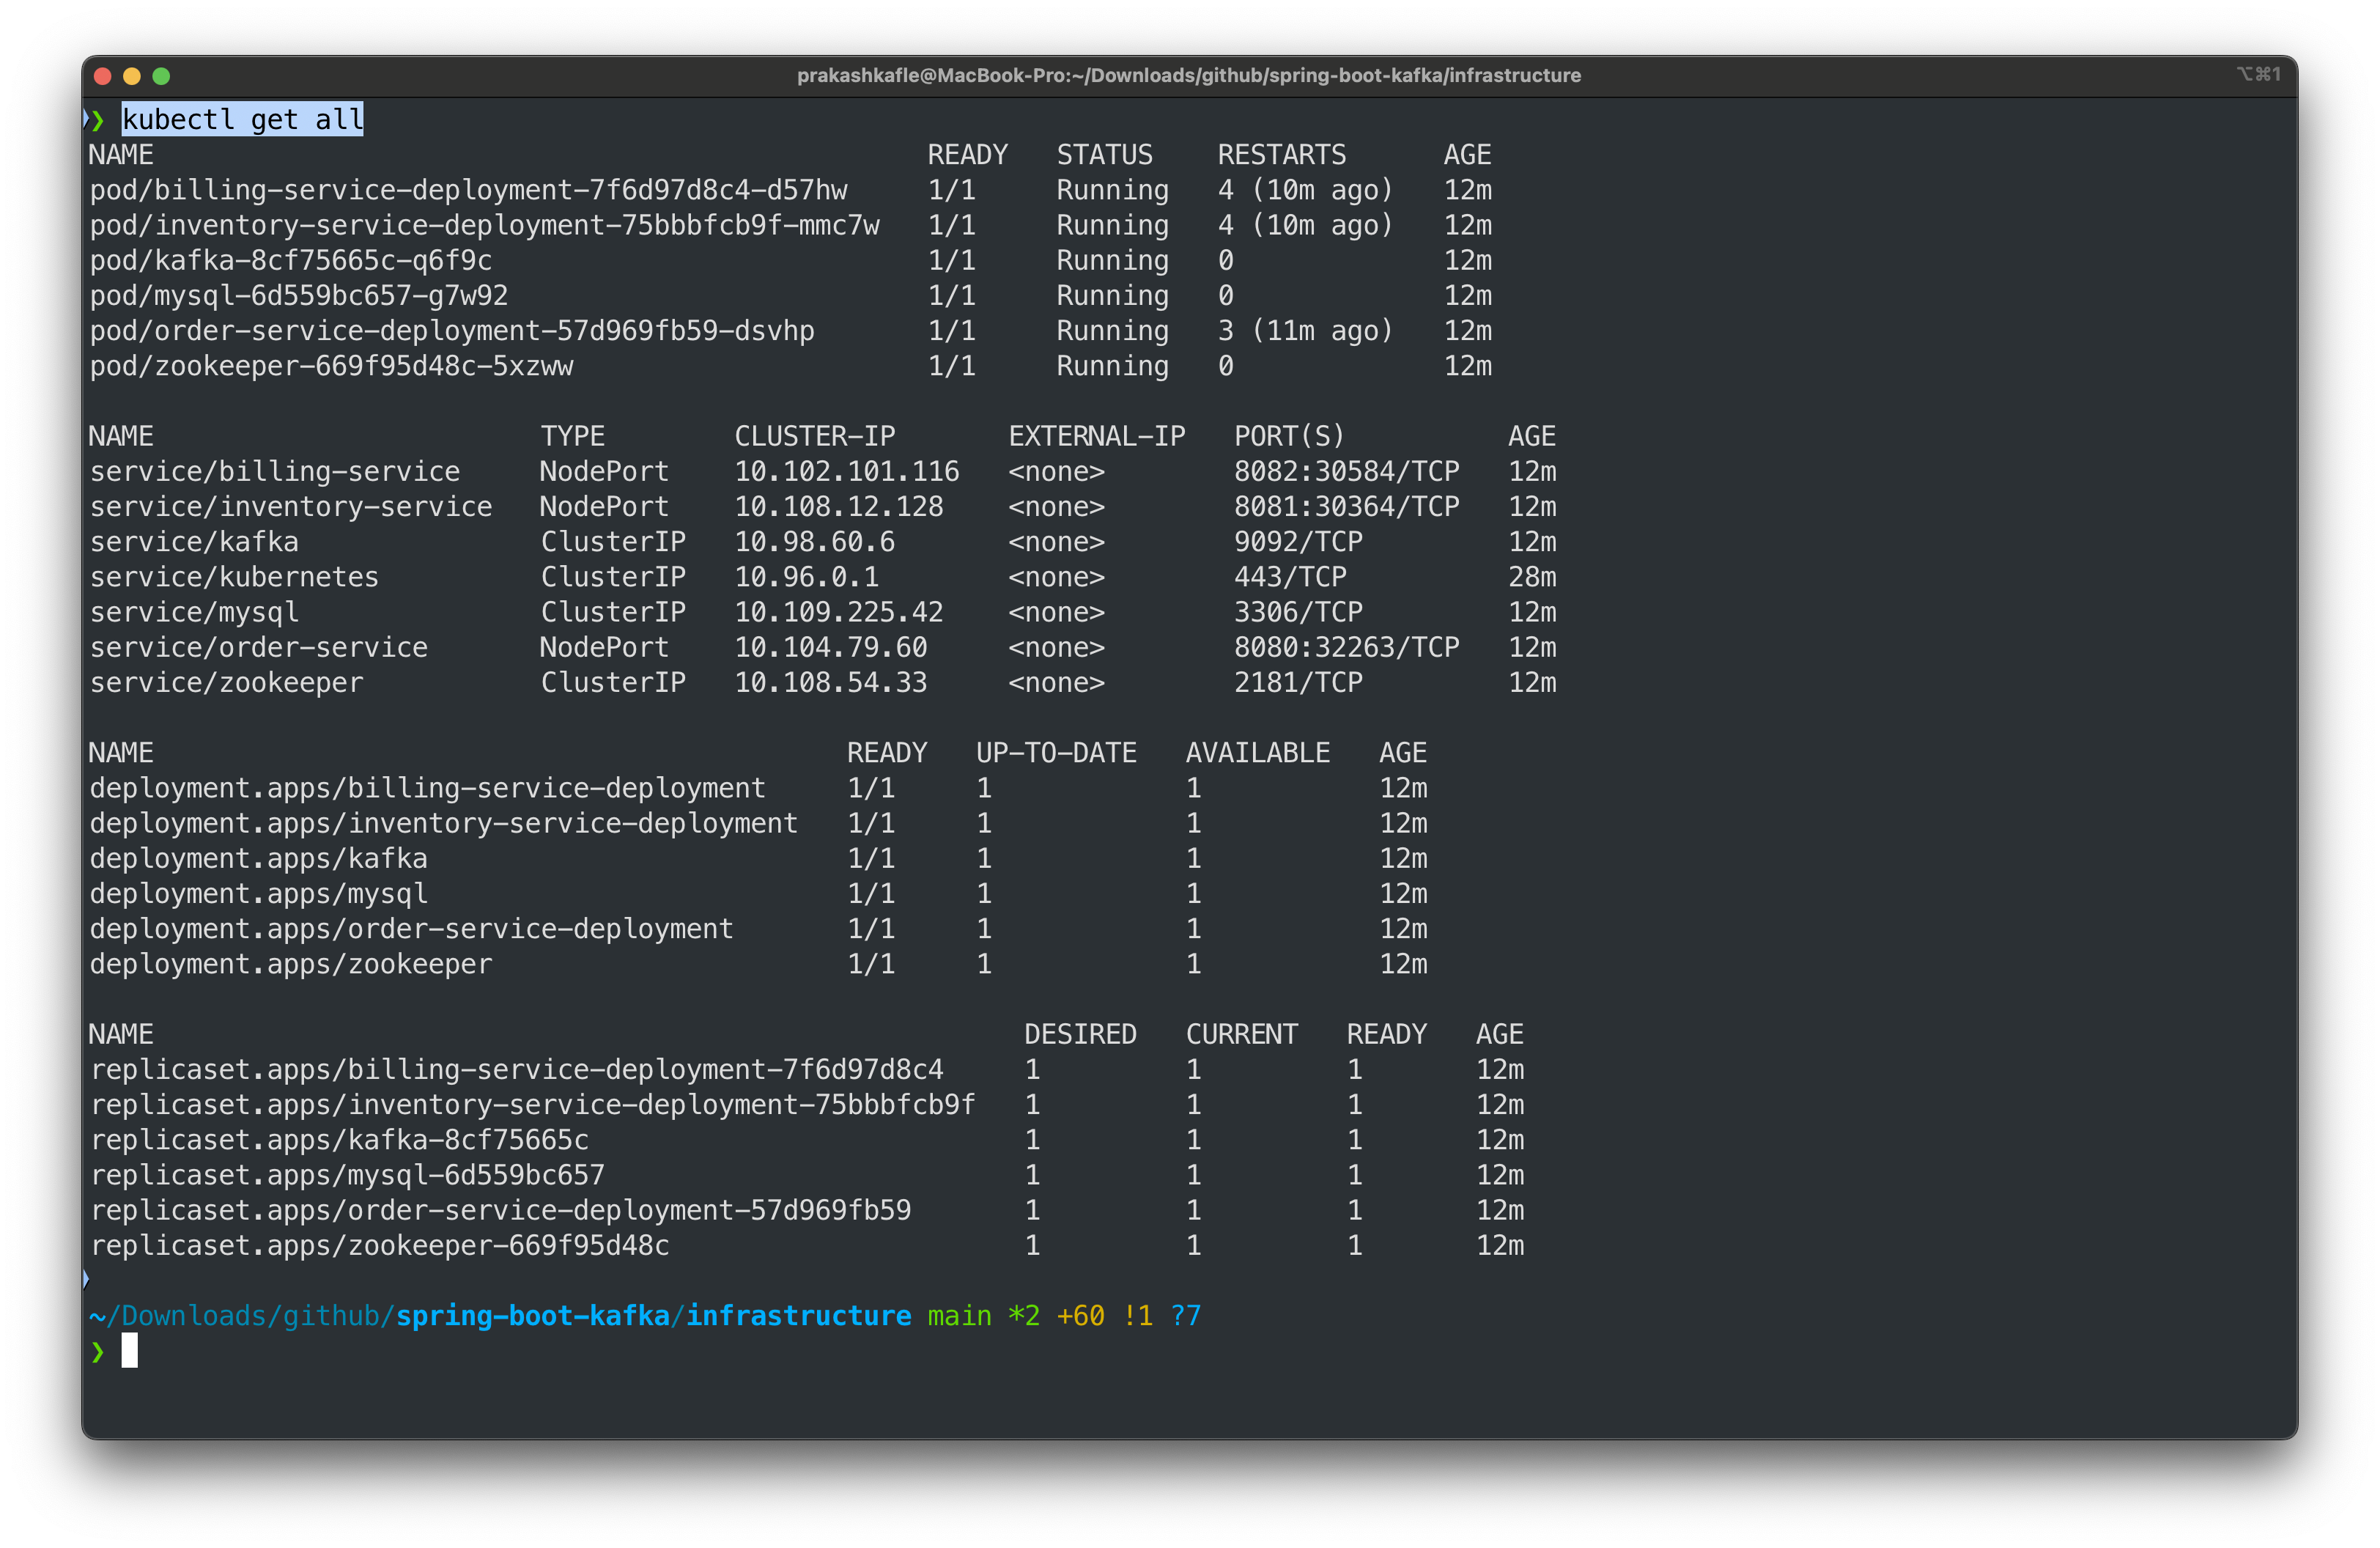 prakashkafle@MacBook-Pro:~/Downloads/github/spring-boot-kafka/infrastructure
⌥⌘1
❯ kubectl get all
NAME READY STATUS RESTARTS AGE
pod/billing-service-deployment-7f6d97d8c4-d57hw 1/1 Running 4 (10m ago) 12m
pod/inventory-service-deployment-75bbbfcb9f-mmc7w 1/1 Running 4 (10m ago) 12m
pod/kafka-8cf75665c-q6f9c 1/1 Running 0 12m
pod/mysql-6d559bc657-g7w92 1/1 Running 0 12m
pod/order-service-deployment-57d969fb59-dsvhp 1/1 Running 3 (11m ago) 12m
pod/zookeeper-669f95d48c-5xzww 1/1 Running 0 12m
NAME TYPE CLUSTER-IP EXTERNAL-IP PORT(S) AGE
service/billing-service NodePort 10.102.101.116 <none> 8082:30584/TCP 12m
service/inventory-service NodePort 10.108.12.128 <none> 8081:30364/TCP 12m
service/kafka ClusterIP 10.98.60.6 <none> 9092/TCP 12m
service/kubernetes ClusterIP 10.96.0.1 <none> 443/TCP 28m
service/mysql ClusterIP 10.109.225.42 <none> 3306/TCP 12m
service/order-service NodePort 10.104.79.60 <none> 8080:32263/TCP 12m
service/zookeeper ClusterIP 10.108.54.33 <none> 2181/TCP 12m
NAME READY UP-TO-DATE AVAILABLE AGE
deployment.apps/billing-service-deployment 1/1 1 1 12m
deployment.apps/inventory-service-deployment 1/1 1 1 12m
deployment.apps/kafka 1/1 1 1 12m
deployment.apps/mysql 1/1 1 1 12m
deployment.apps/order-service-deployment 1/1 1 1 12m
deployment.apps/zookeeper 1/1 1 1 12m
NAME DESIRED CURRENT READY AGE
replicaset.apps/billing-service-deployment-7f6d97d8c4 1 1 1 12m
replicaset.apps/inventory-service-deployment-75bbbfcb9f 1 1 1 12m
replicaset.apps/kafka-8cf75665c 1 1 1 12m
replicaset.apps/mysql-6d559bc657 1 1 1 12m
replicaset.apps/order-service-deployment-57d969fb59 1 1 1 12m
replicaset.apps/zookeeper-669f95d48c 1 1 1 12m
~/Downloads/github/spring-boot-kafka/infrastructure main *2 +60 !1 ?7
❯